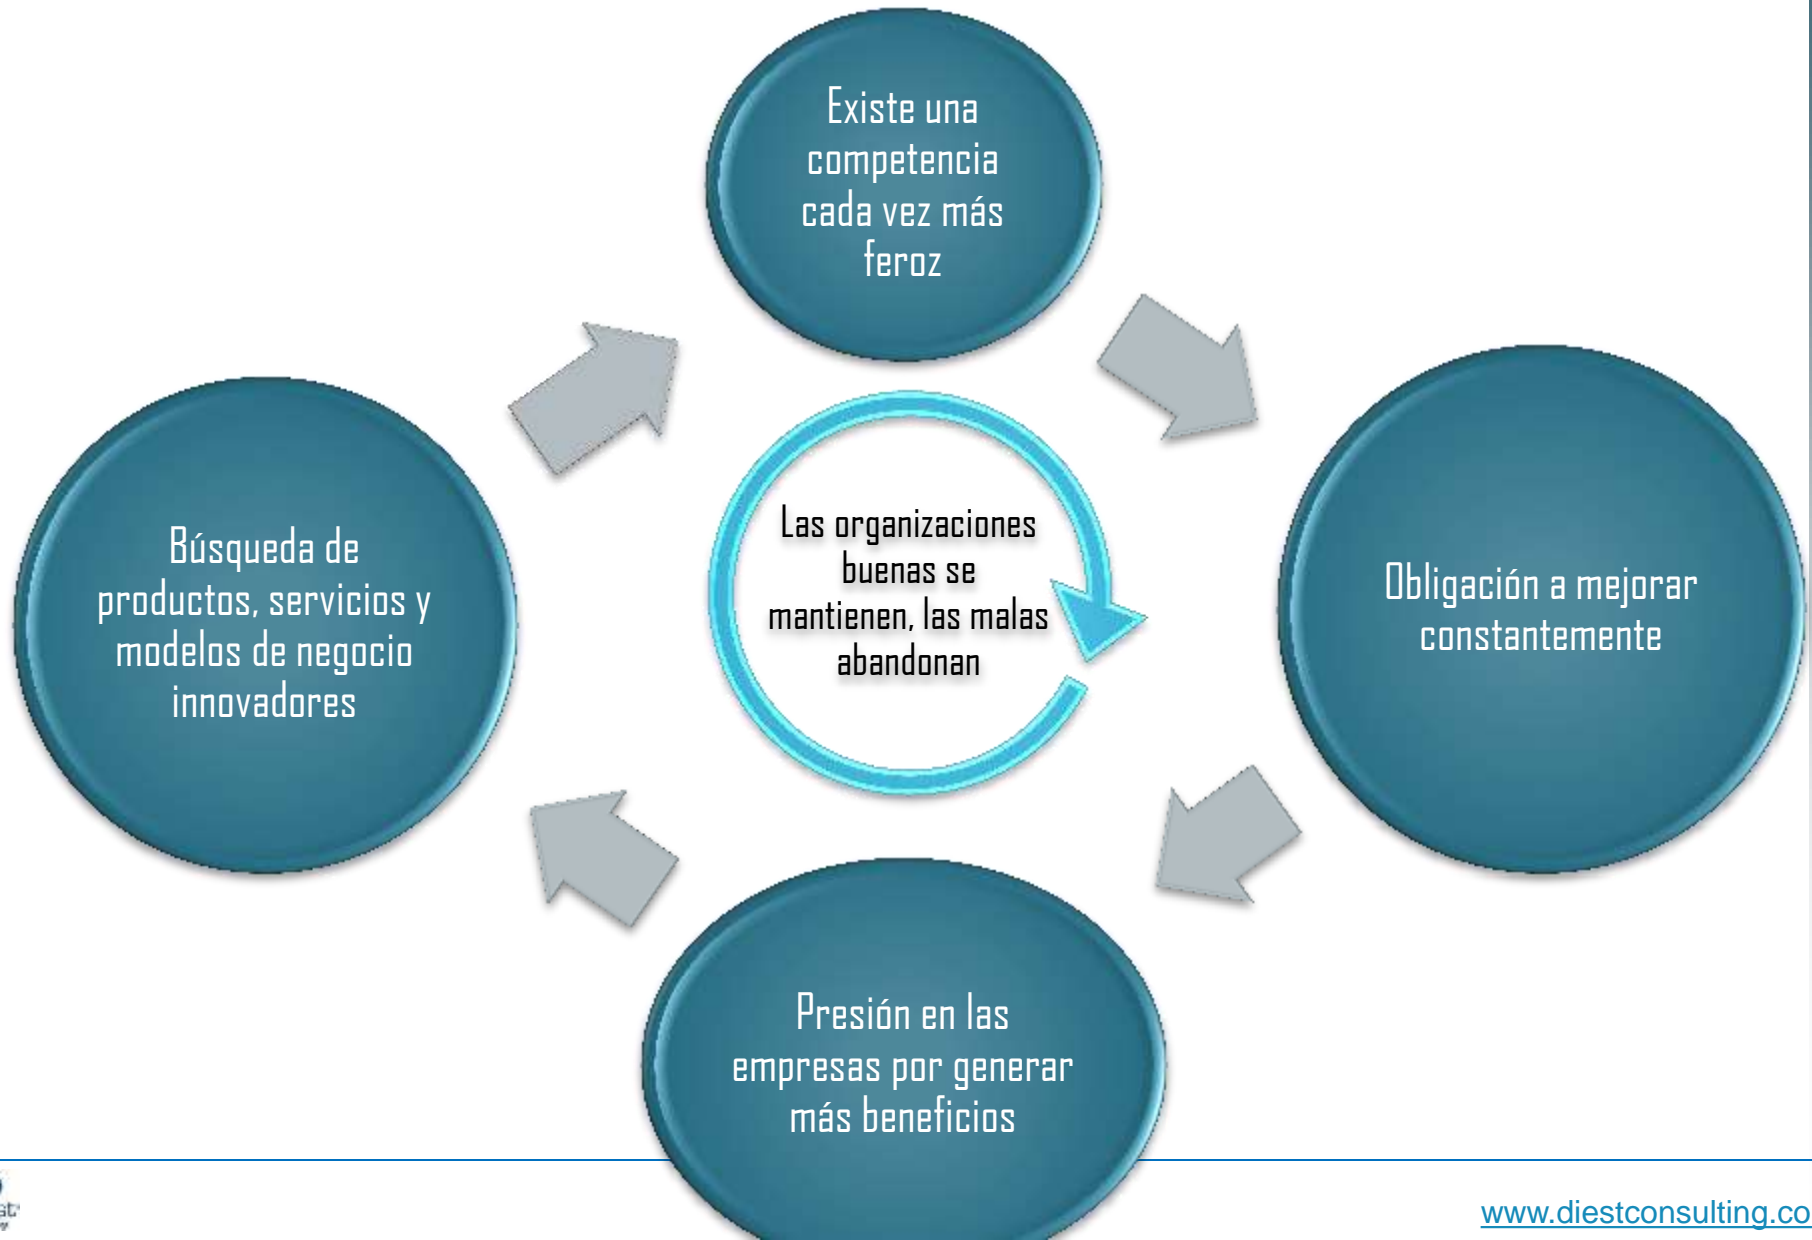 Existe una
competencia
cada vez más
feroz
Búsqueda de
productos, servicios y
modelos de negocio
innovadores
Las organizaciones
buenas se
mantienen, las malas
abandonan
Obligación a mejorar
constantemente
Presión en las
empresas por generar
más beneficios
www.diestconsulting.co